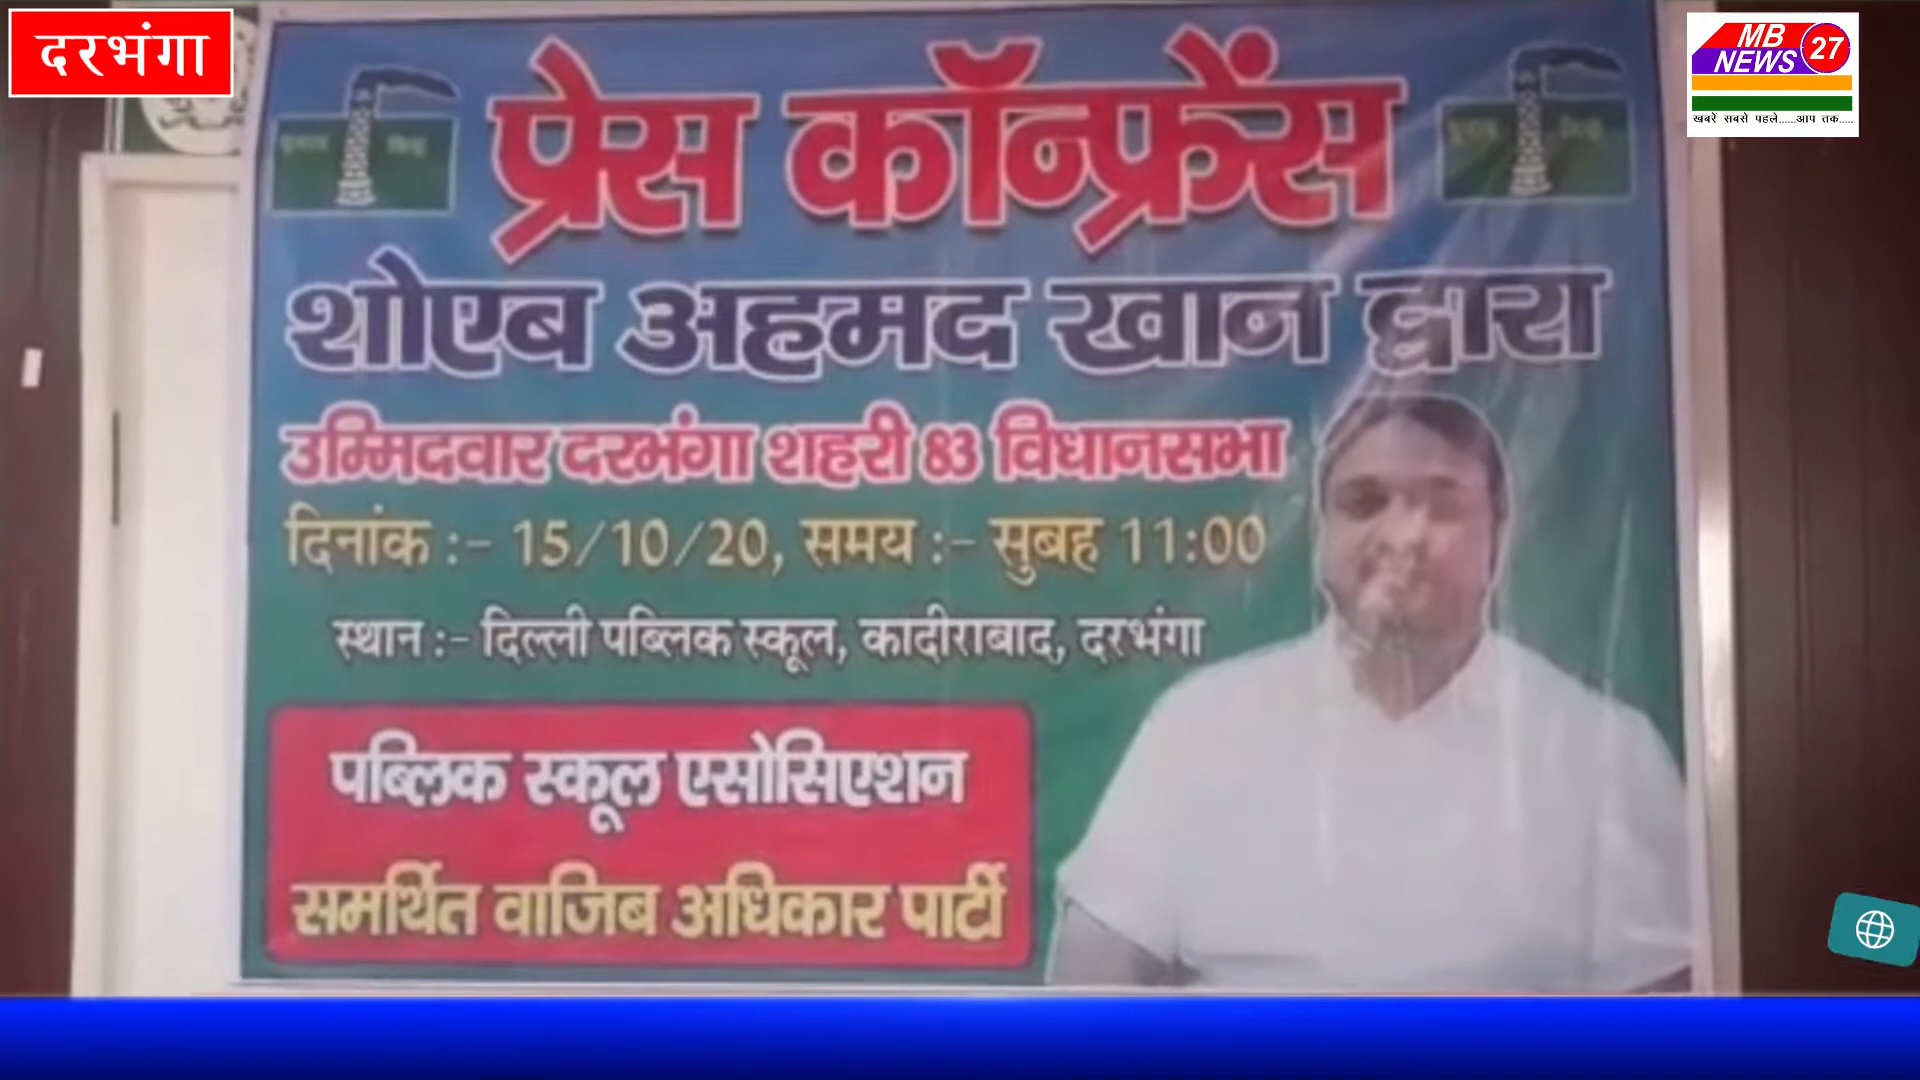 दरभंगा
MB
NEWS 27
खबरें सबसे पहले......आप तक.....
प्रेस कॉन्फ्रेंस
शोएब अहमद खान द्वारा
उम्मिदवार दरभंगा शहरी 83 विधानसभा
दिनांक :- 15/10/20, समय :- सुबह 11:00
स्थान :- दिल्ली पब्लिक स्कूल, कादीराबाद, दरभंगा
पब्लिक स्कूल एसोसिएशन
समर्थित वाजिब अधिकार पार्टी